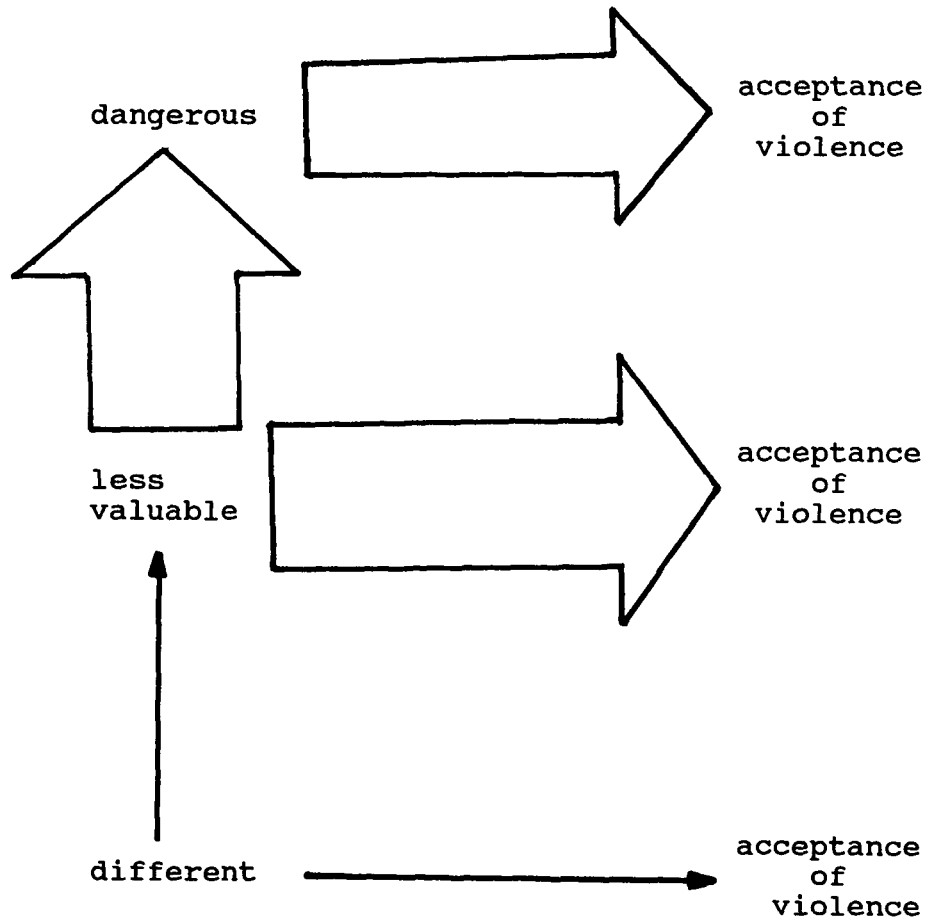 dangerous
acceptance
of
violence
less
valuable
acceptance
of
violence
different
acceptance
of
violence